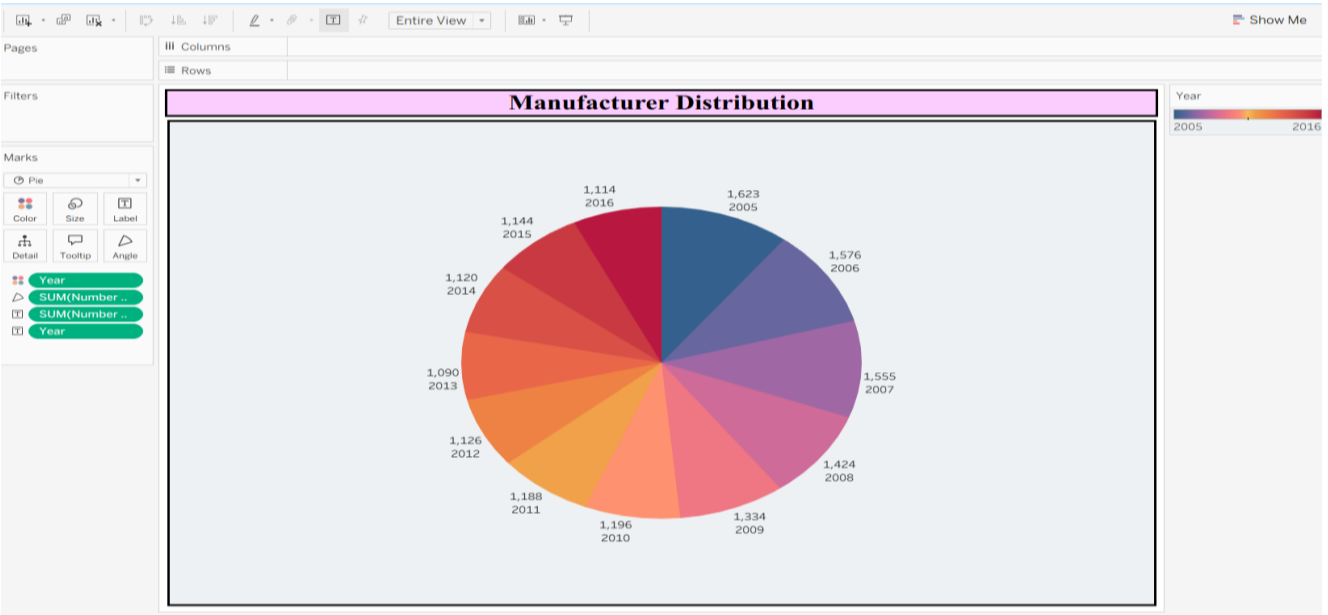 Entire View
Show Me
Pages
Columns
Rows
Filters
Marks
Pie
Color
Size
Label
Detail
Tooltip
Angle
Year
SUM(Number ..
SUM(Number ..
Year
Manufacturer Distribution
1,623
2005
1,576
2006
1,555
2007
1,424
2008
1,334
2009
1,196
2010
1,188
2011
1,126
2012
1,090
2013
1,120
2014
1,144
2015
1,114
2016
Year
2005 2016